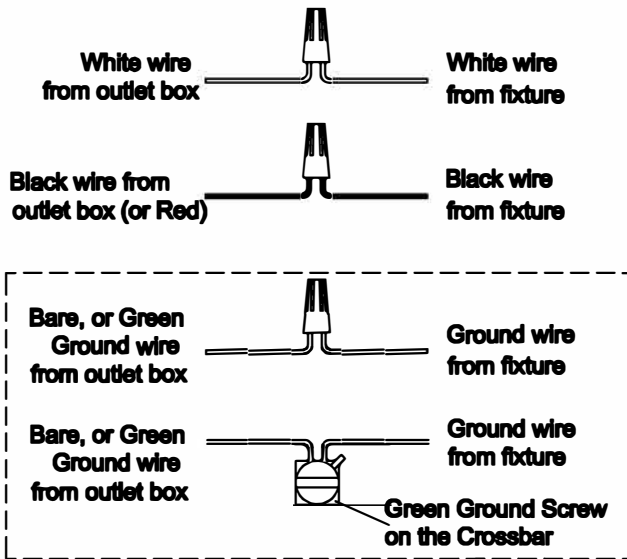 White wire
from outlet box
White wire
from fixture
Black wire from
outlet box (or Red)
Black wire
from fixture
Bare, or Green
Ground wire
from outlet box
Ground wire
from fixture
Bare, or Green
Ground wire
from outlet box
Ground wire
from fixture
Green Ground Screw
on the Crossbar